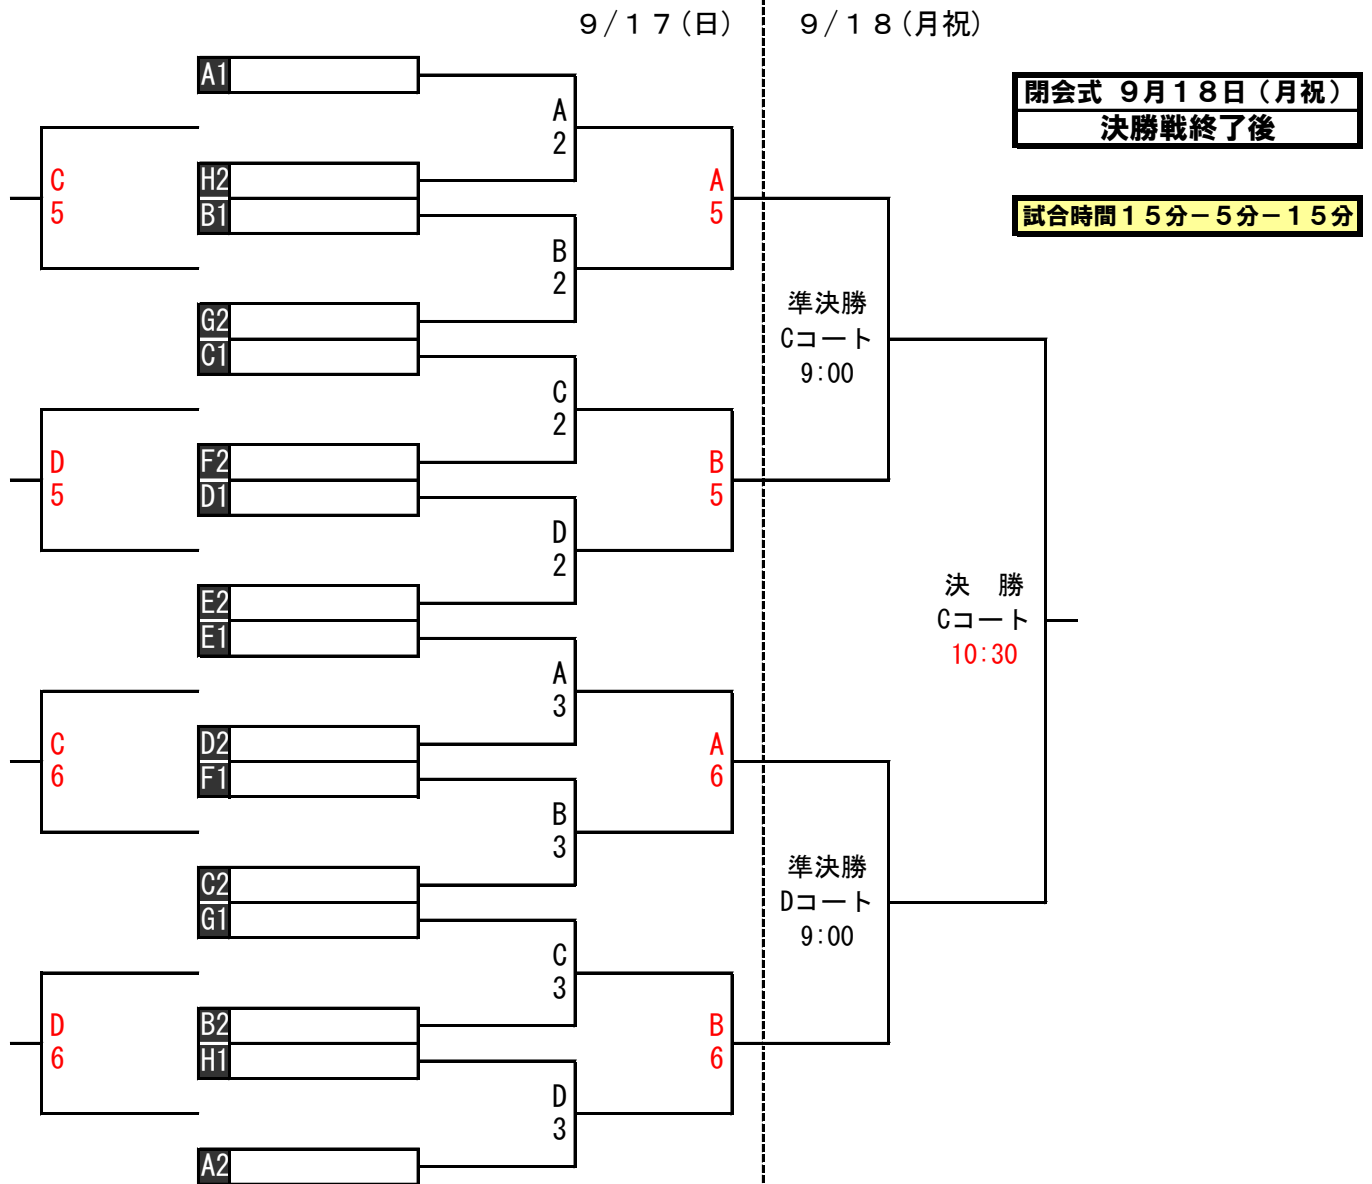 ９/１７(日)
９/１８(月祝)
A1
閉会式 ９月１８日（月祝）
決勝戦終了後
A
2
C
5
H2
B1
A
5
試合時間１５分－５分－１５分
B
2
G2
C1
準決勝
Cコート
9:00
C
2
D
5
F2
D1
B
5
D
2
E2
E1
決　勝
Cコート
10:30
A
3
C
6
D2
F1
A
6
B
3
C2
G1
準決勝
Dコート
9:00
C
3
D
6
B2
H1
B
6
D
3
A2